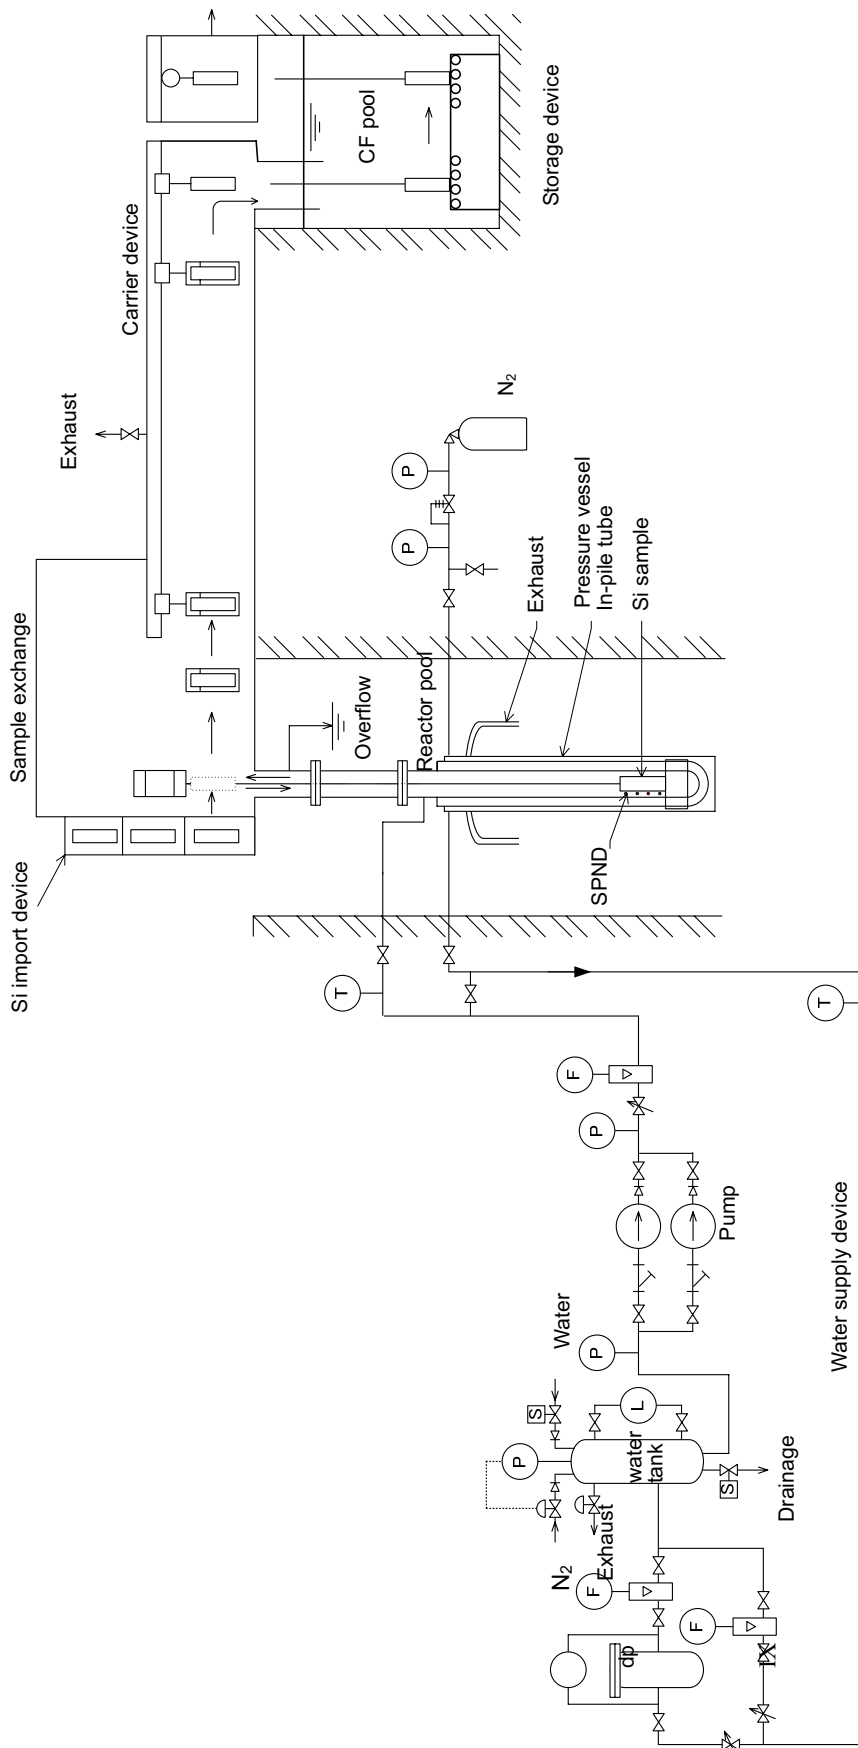 Si import device
Sample exchange
Exhaust
Carrier device
CF pool
Storage device
Overflow
Reactor pool
P
P
N2
Exhaust
Pressure vessel
In-pile tube
Si sample
SPND
T
T
F
P
Pump
Water
P
S
P
L
water
tank
S
Drainage
N2
Exhaust
F
F
dp
IX
Water supply device